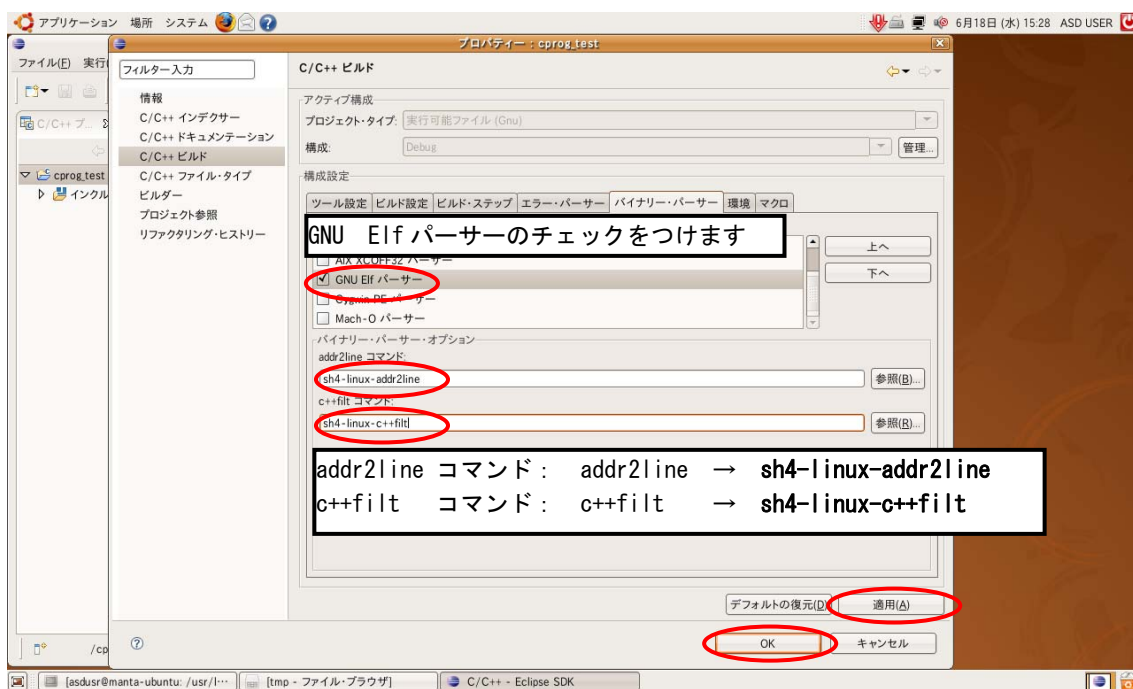 アプリケーション 場所 システム
6月18日 (水) 15:28 ASD USER
プロパティー : cprog_test
ファイル(E) 実行
フィルター入力
C/C++ ビルド
情報
C/C++ インデクサー
C/C++ ドキュメンテーション
C/C++ ビルド
C/C++ ファイル・タイプ
ビルダー
プロジェクト参照
リファクタリング・ヒストリー
C/C++ プ...
cprog_test
インクル
アクティブ構成
プロジェクト・タイプ: 実行可能ファイル (Gnu)
構成: Debug 管理...
構成設定
ツール設定 ビルド設定 ビルド・ステップ エラー・パーサー バイナリー・パーサー 環境 マクロ
GNU Elf パーサーのチェックをつけます
AIX XCOFF32 パーサー
GNU Elf パーサー
Cygwin PE パーサー
Mach-O パーサー
上へ
下へ
バイナリー・パーサー・オプション
addr2line コマンド:
sh4-linux-addr2line 参照(B)...
c++filt コマンド:
sh4-linux-c++filt 参照(R)...
addr2line コマンド: addr2line → sh4-linux-addr2line
c++filt コマンド: c++filt → sh4-linux-c++filt
デフォルトの復元(D) 適用(A)
OK キャンセル
/cp
[asdusr@manta-ubuntu: /usr/l… [tmp - ファイル・ブラウザ] C/C++ - Eclipse SDK